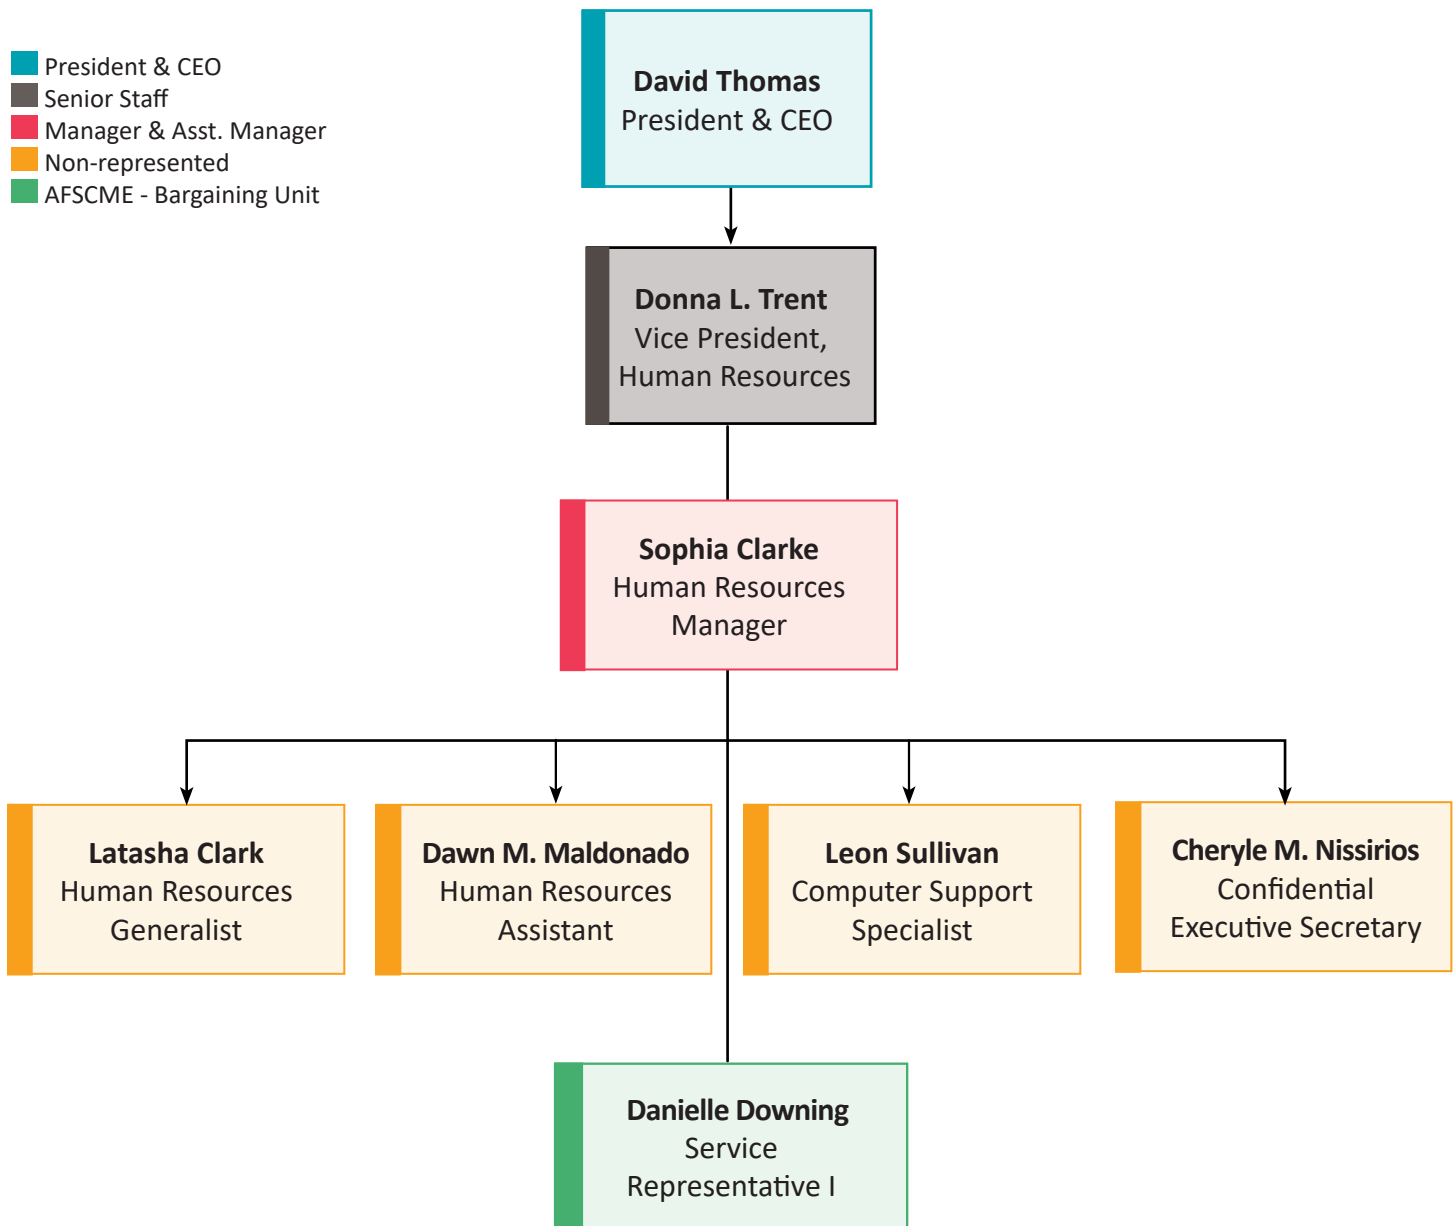 President & CEO
Senior Staff
Manager & Asst. Manager
Non-represented
AFSCME - Bargaining Unit
David Thomas
President & CEO
Donna L. Trent
Vice President,
Human Resources
Sophia Clarke
Human Resources
Manager
Latasha Clark
Human Resources
Generalist
Dawn M. Maldonado
Human Resources
Assistant
Leon Sullivan
Computer Support
Specialist
Cheryle M. Nissirios
Confidential
Executive Secretary
Danielle Downing
Service
Representative I